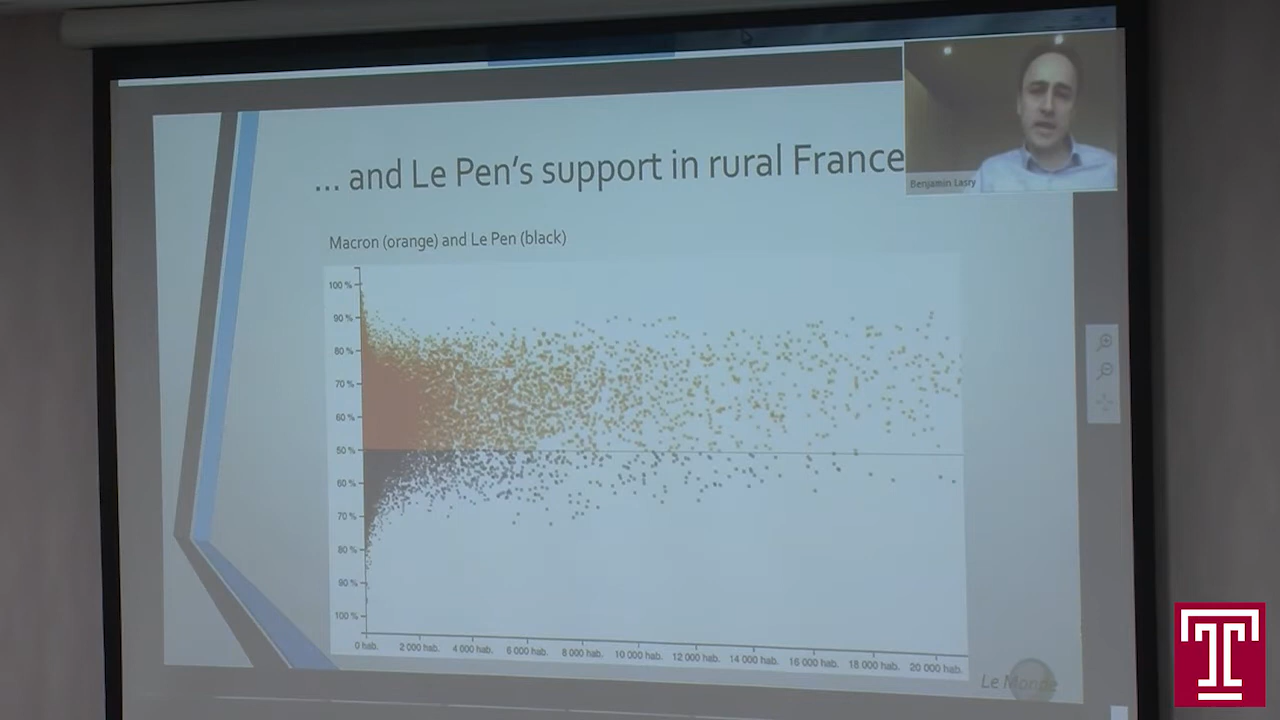 ... and Le Pen's support in rural France
Benjamin Lasry
Macron (orange) and Le Pen (black)
100 %
90 %
80 %
70 %
60 %
50 %
60 %
70 %
80 %
90 %
100 %
0 hab.
2 000 hab.
4 000 hab.
6 000 hab.
8 000 hab.
10 000 hab.
12 000 hab.
14 000 hab.
16 000 hab.
18 000 hab.
20 000 hab.
Le Monde
T